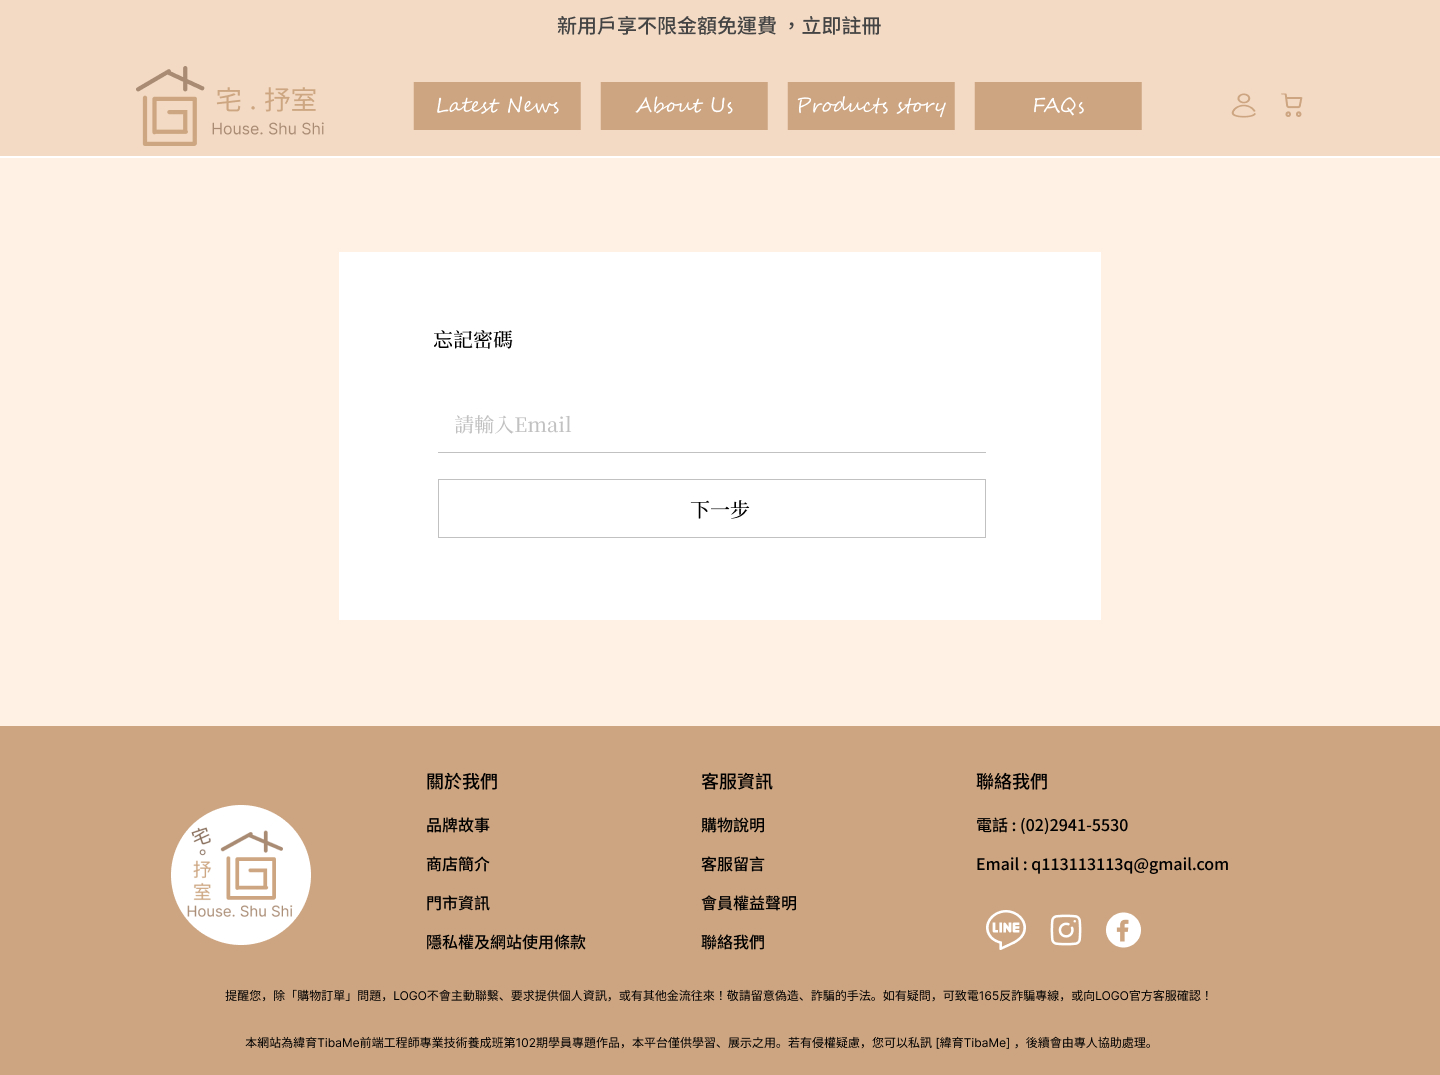 新用戶享不限金額免運費 ，立即註冊
宅 . 抒室
House. Shu Shi
Latest News
About Us
Products story
FAQs
忘記密碼
請輸入Email
下一步
宅。抒室
House. Shu Shi
關於我們
品牌故事
商店簡介
門市資訊
隱私權及網站使用條款
客服資訊
購物說明
客服留言
會員權益聲明
聯絡我們
聯絡我們
電話 : (02)2941-5530
Email : q113113113q@gmail.com
LINE
提醒您，除「購物訂單」問題，LOGO不會主動聯繫、要求提供個人資訊，或有其他金流往來！敬請留意偽造、詐騙的手法。如有疑問，可致電165反詐騙專線，或向LOGO官方客服確認！
本網站為緯育TibaMe前端工程師專業技術養成班第102期學員專題作品，本平台僅供學習、展示之用。若有侵權疑慮，您可以私訊 [緯育TibaMe] ，後續會由專人協助處理。